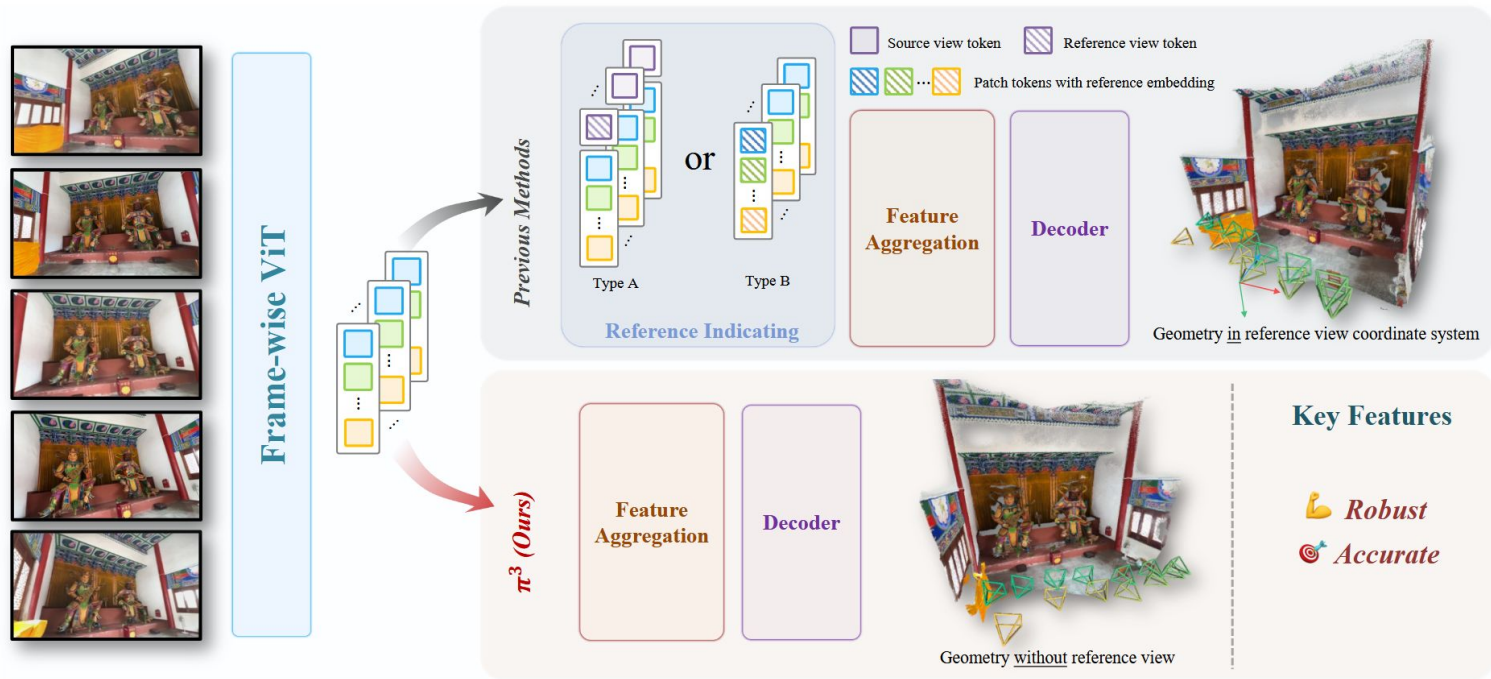 Frame-wise ViT
Previous Methods
Type A
or
Type B
Reference Indicating
Source view token
Reference view token
Patch tokens with reference embedding
Feature
Aggregation
Decoder
Geometry in reference view coordinate system
π³ (Ours)
Feature
Aggregation
Decoder
Geometry without reference view
Key Features
Robust
Accurate